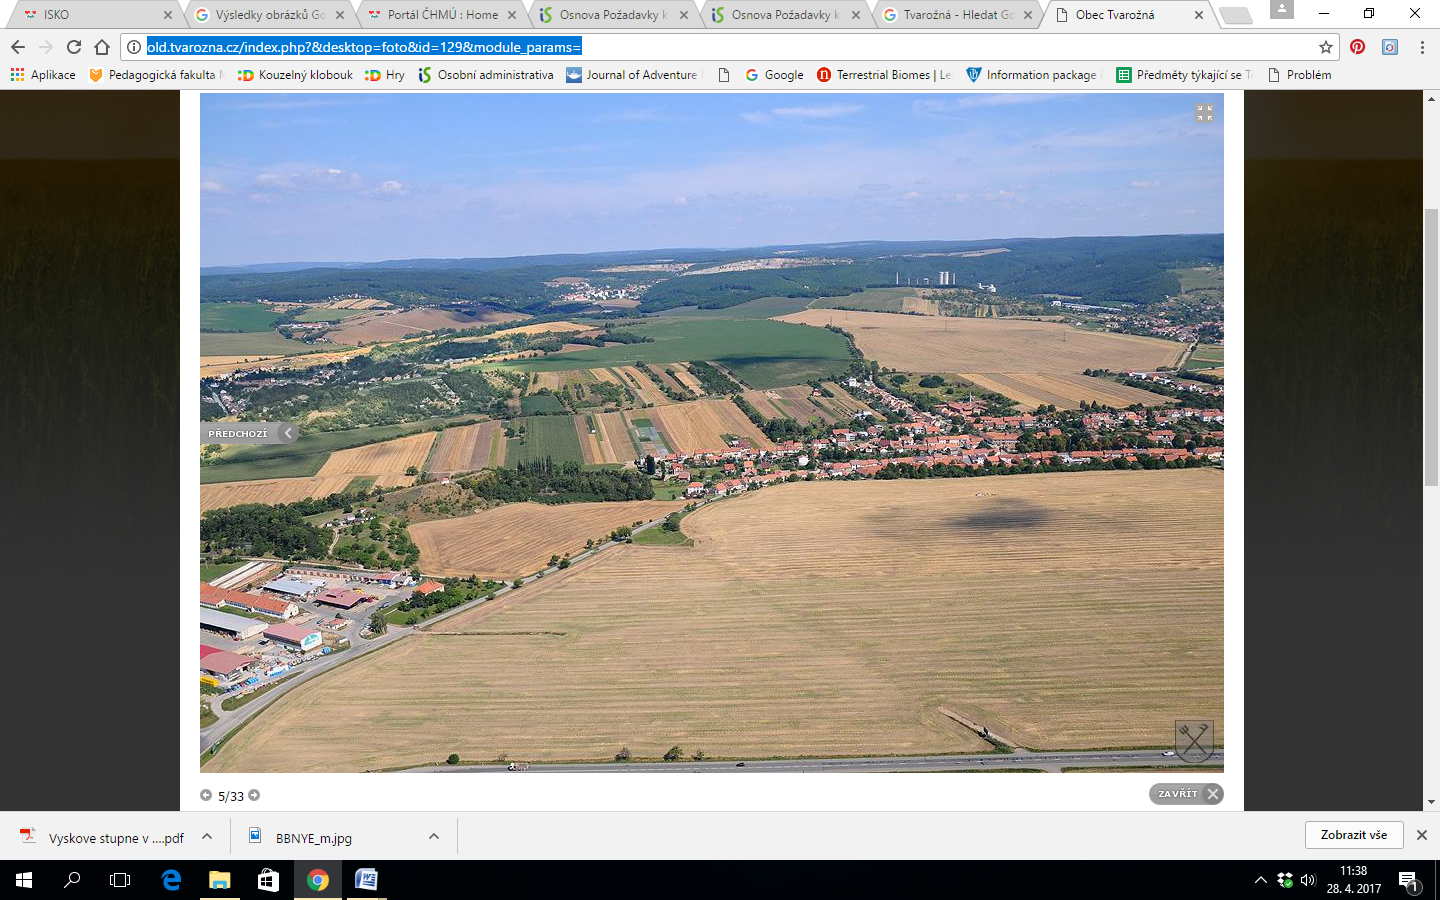 ISKO
Výsledky obrázků Go
Portál ČHMÚ : Home
Osnova Požadavky k
Osnova Požadavky k
Tvarožná - Hledat Go
Obec Tvarožná
old.tvarozna.cz/index.php?&desktop=foto&id=129&module_params=
Aplikace
Pedagogická fakulta
Kouzelný klobouk
Hry
Osobní administrativa
Journal of Adventure
Google
Terrestrial Biomes | Le
Information package
Předměty týkající se
Problém
PŘEDCHOZÍ
5/33
ZAVŘÍT
Vyskove stupne v ....pdf
BBNYE_m.jpg
Zobrazit vše
11:38
28. 4. 2017
1